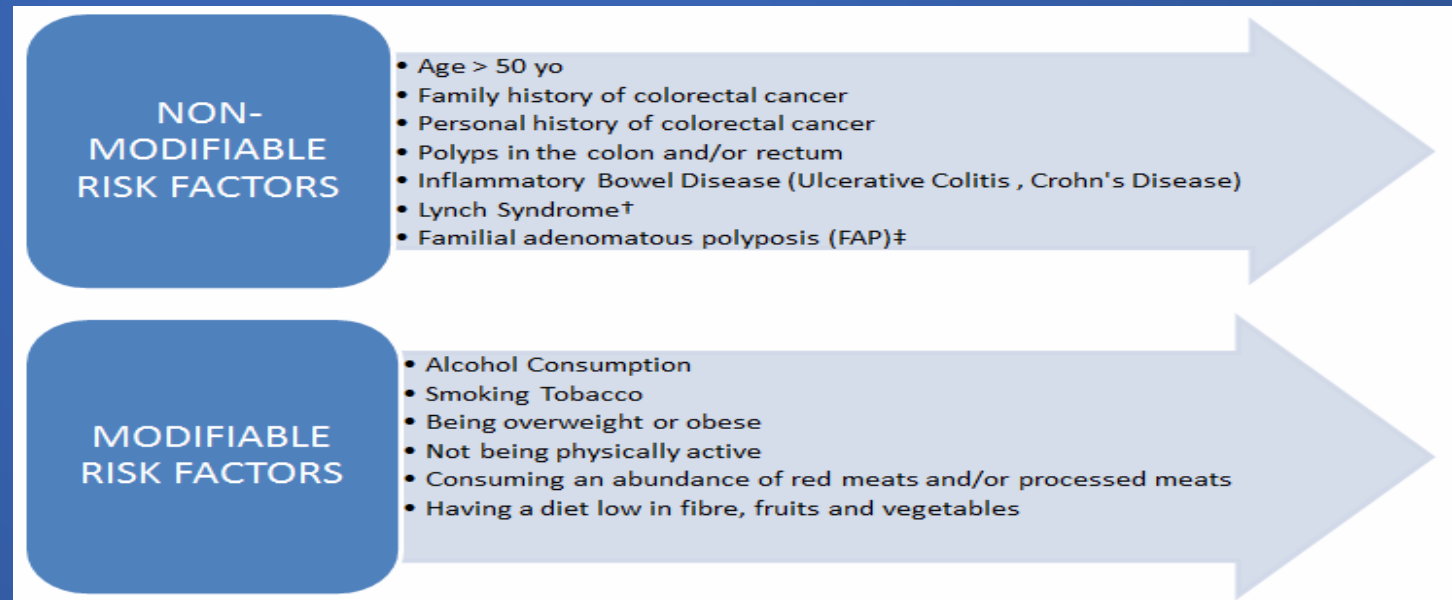 NON-
MODIFIABLE
RISK FACTORS
• Age > 50 yo
• Family history of colorectal cancer
• Personal history of colorectal cancer
• Polyps in the colon and/or rectum
• Inflammatory Bowel Disease (Ulcerative Colitis , Crohn's Disease)
• Lynch Syndrome†
• Familial adenomatous polyposis (FAP)‡
MODIFIABLE
RISK FACTORS
• Alcohol Consumption
• Smoking Tobacco
• Being overweight or obese
• Not being physically active
• Consuming an abundance of red meats and/or processed meats
• Having a diet low in fibre, fruits and vegetables